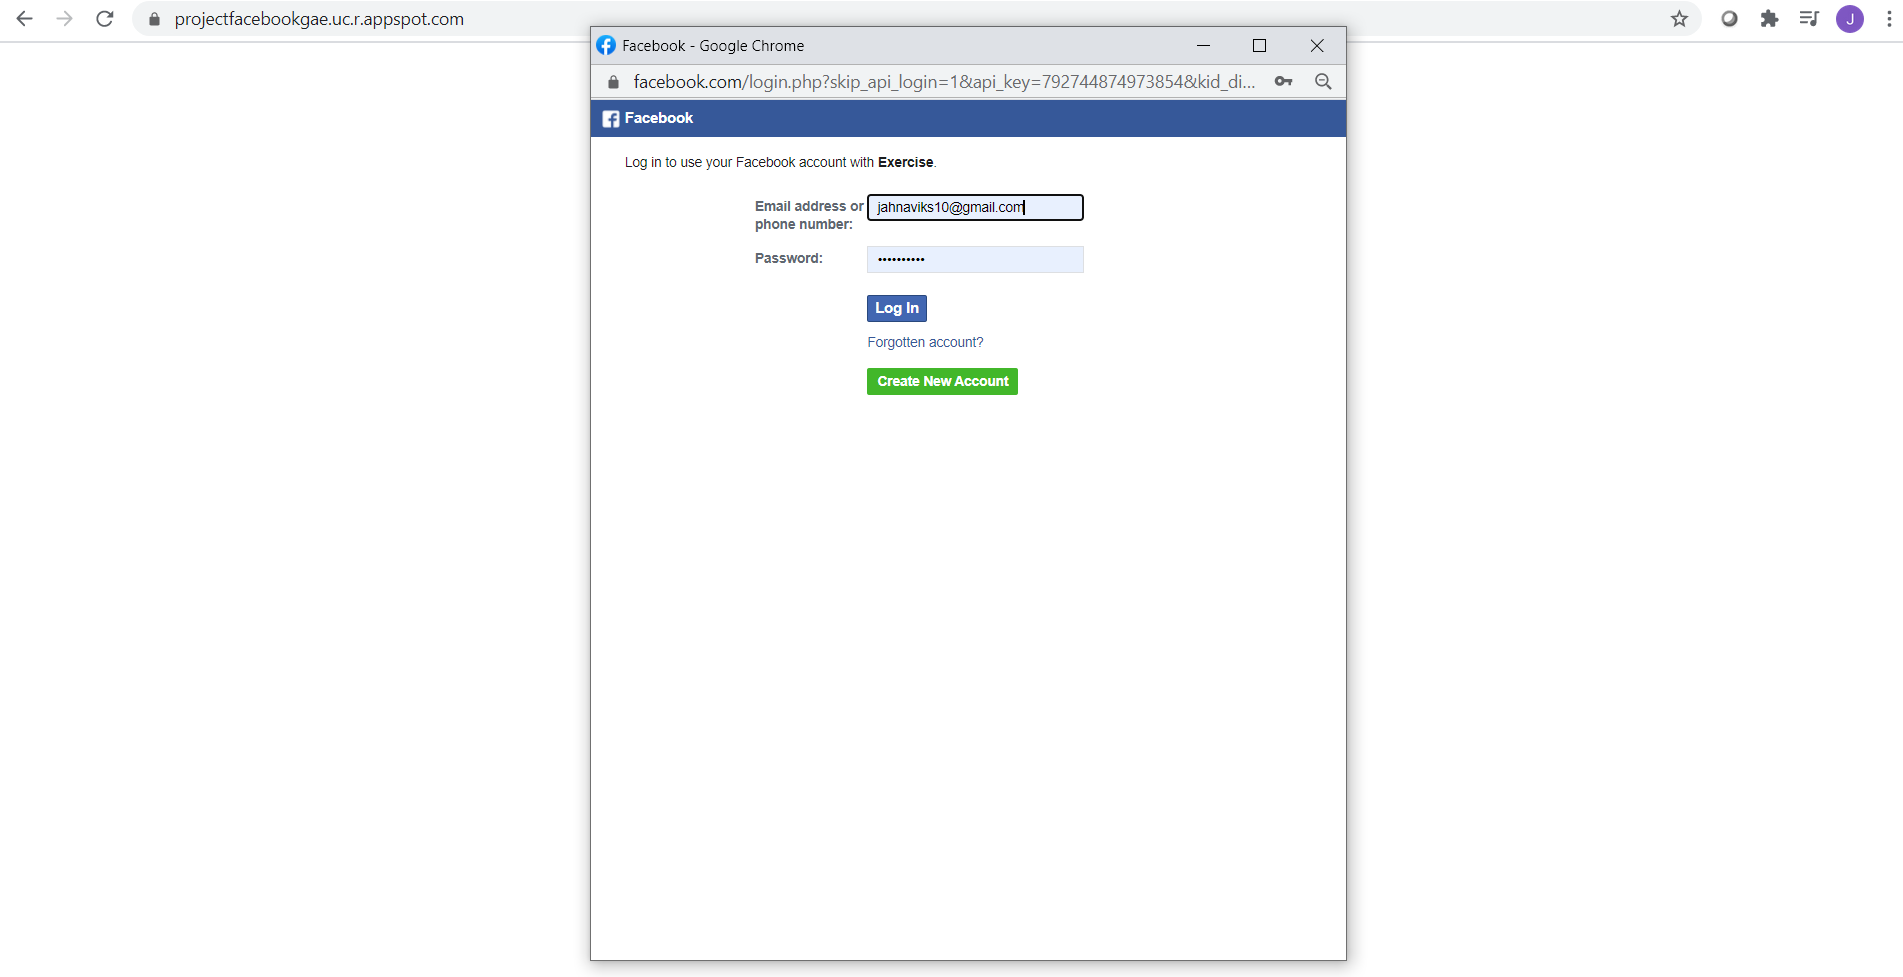 projectfacebookgae.uc.r.appspot.com
J
Facebook - Google Chrome
facebook.com/login.php?skip_api_login=1&api_key=792744874973854&kid_di...
Facebook
Log in to use your Facebook account with Exercise.
Email address or
phone number:
jahnaviks10@gmail.com
Password:
••••••••••
Log In
Forgotten account?
Create New Account